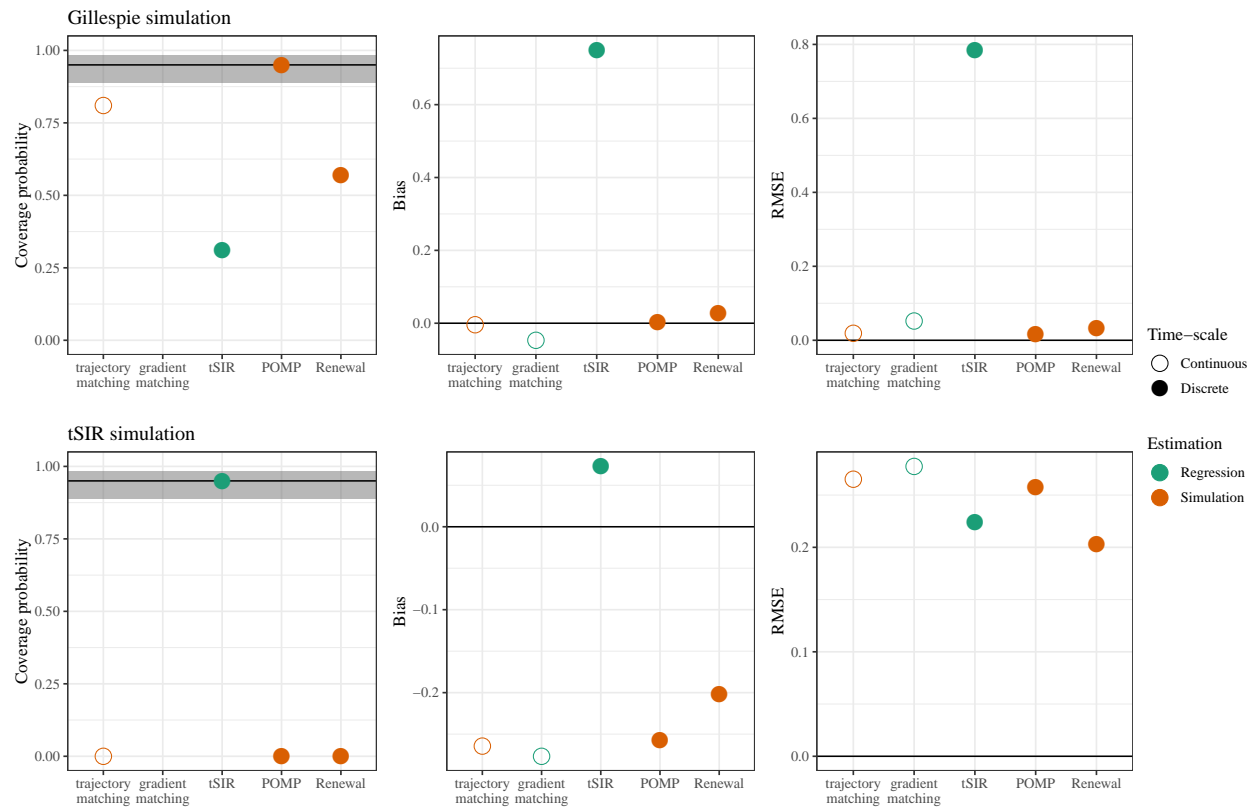 Gillespie simulation
Coverage probability
1.00
0.75
0.50
0.25
0.00
trajectory
matching
gradient
matching
tSIR
POMP
Renewal
Bias
0.6
0.4
0.2
0.0
trajectory
matching
gradient
matching
tSIR
POMP
Renewal
RMSE
0.8
0.6
0.4
0.2
0.0
trajectory
matching
gradient
matching
tSIR
POMP
Renewal
Time−scale
Continuous
Discrete
Estimation
Regression
Simulation
tSIR simulation
Coverage probability
1.00
0.75
0.50
0.25
0.00
trajectory
matching
gradient
matching
tSIR
POMP
Renewal
Bias
0.0
−0.1
−0.2
trajectory
matching
gradient
matching
tSIR
POMP
Renewal
RMSE
0.2
0.1
0.0
trajectory
matching
gradient
matching
tSIR
POMP
Renewal